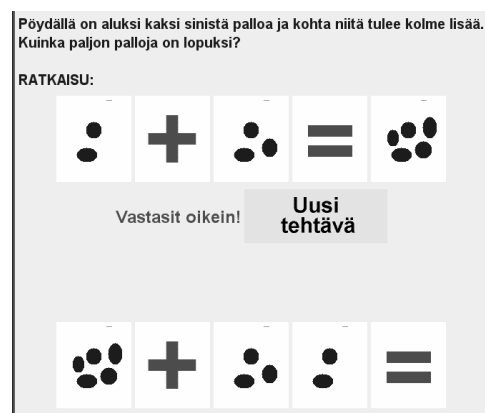 Pöydällä on aluksi kaksi sinistä palloa ja kohta niitä tulee kolme lisää.
Kuinka paljon palloja on lopuksi?
RATKAISU:
+ =
Vastasit oikein!
Uusi
tehtävä
+ =